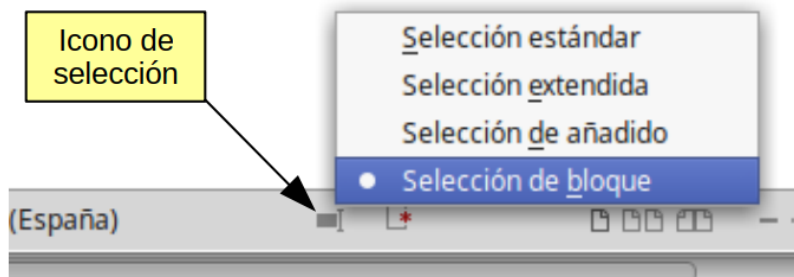 Icono de
selección
Selección estándar
Selección extendida
Selección de añadido
Selección de bloque
(España)